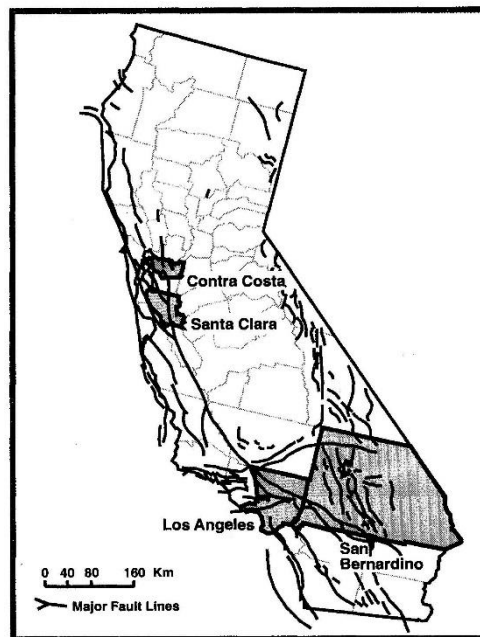 Contra Costa
Santa Clara
Los Angeles
San
Bernardino
0 40 80 160 Km
Major Fault Lines